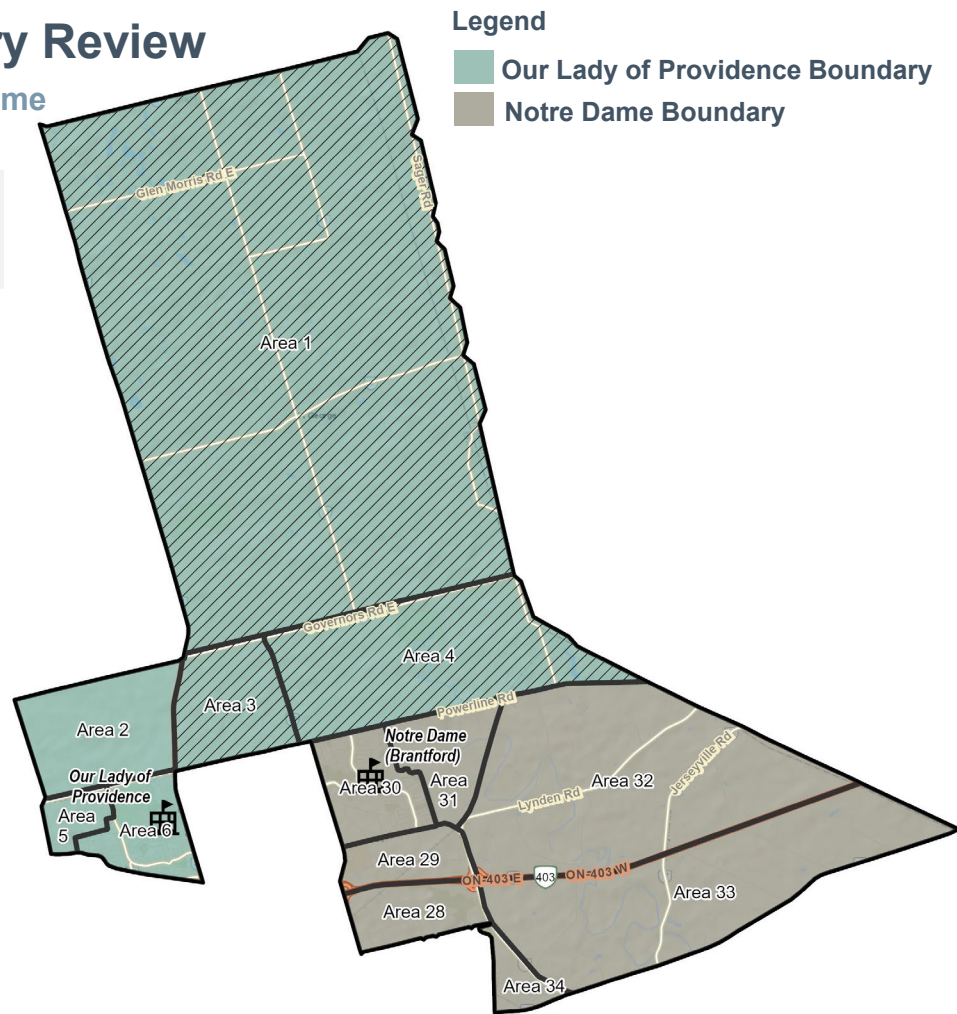 ry Review
me
Legend
Our Lady of Providence Boundary
Notre Dame Boundary
Glen Morris Rd E
Sager Rd
Area 1
George
Governors Rd E
Area 4
Area 3
Area 2
Powerline Rd
Notre Dame
(Brantford)
Our Lady of
Providence
Area 30
Area
31
Area 32
Jerseyville Rd
Lynden Rd
Area
5
Area 6
Area 29
ON-403 E
403
ON-403 W
Area 33
Area 28
Area 34